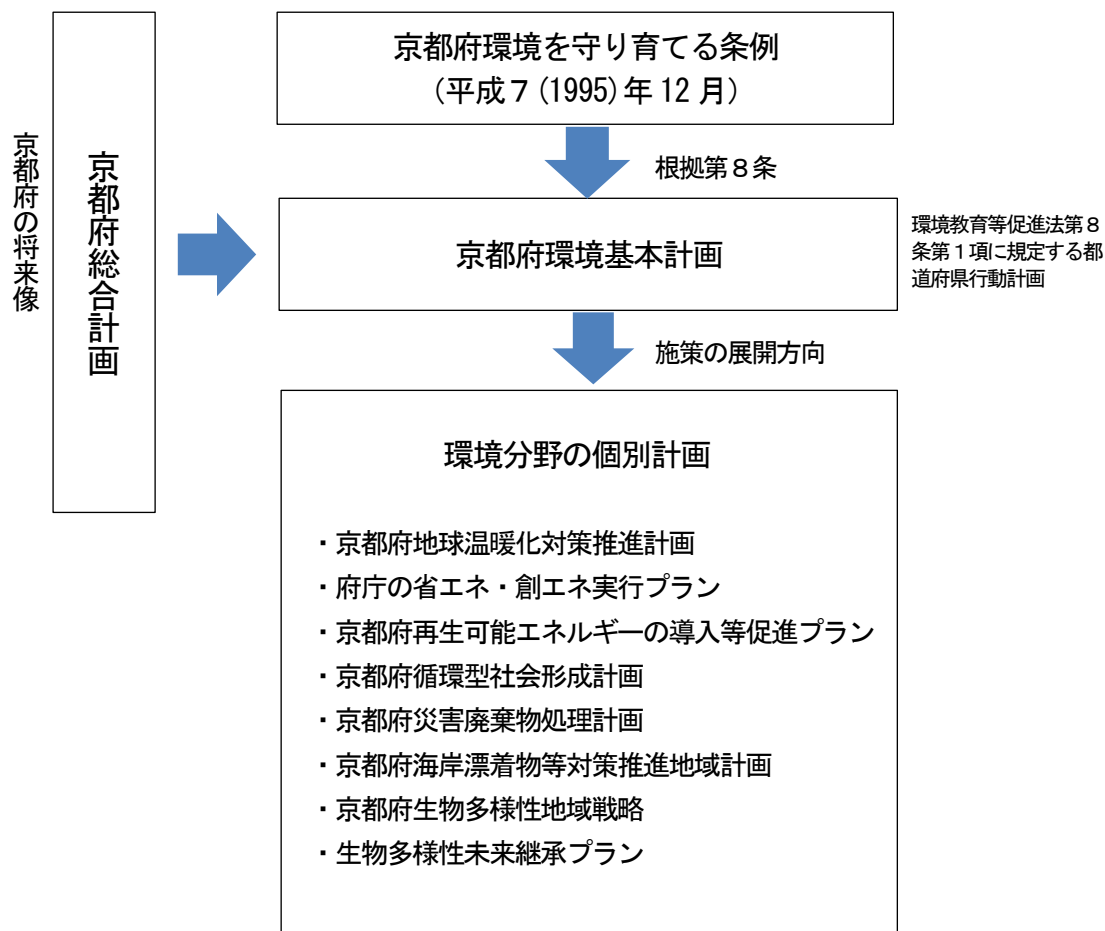 京都府環境を守り育てる条例
（平成７(1995)年12月）
京都府の将来像
京都府総合計画
根拠第８条
京都府環境基本計画
環境教育等促進法第８
条第１項に規定する都
道府県行動計画
施策の展開方向
環境分野の個別計画
・京都府地球温暖化対策推進計画
・府庁の省エネ・創エネ実行プラン
・京都府再生可能エネルギーの導入等促進プラン
・京都府循環型社会形成計画
・京都府災害廃棄物処理計画
・京都府海岸漂着物等対策推進地域計画
・京都府生物多様性地域戦略
・生物多様性未来継承プラン